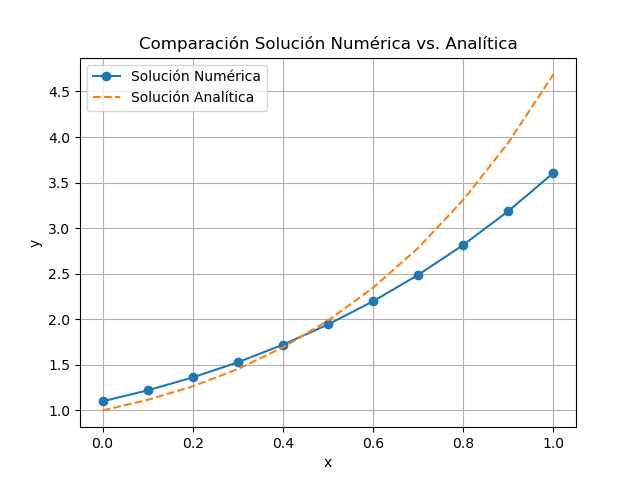 Comparación Solución Numérica vs. Analítica
Solución Numérica
Solución Analítica
4.5
4.0
3.5
3.0
2.5
2.0
1.5
1.0
y
0.0 0.2 0.4 0.6 0.8 1.0
x